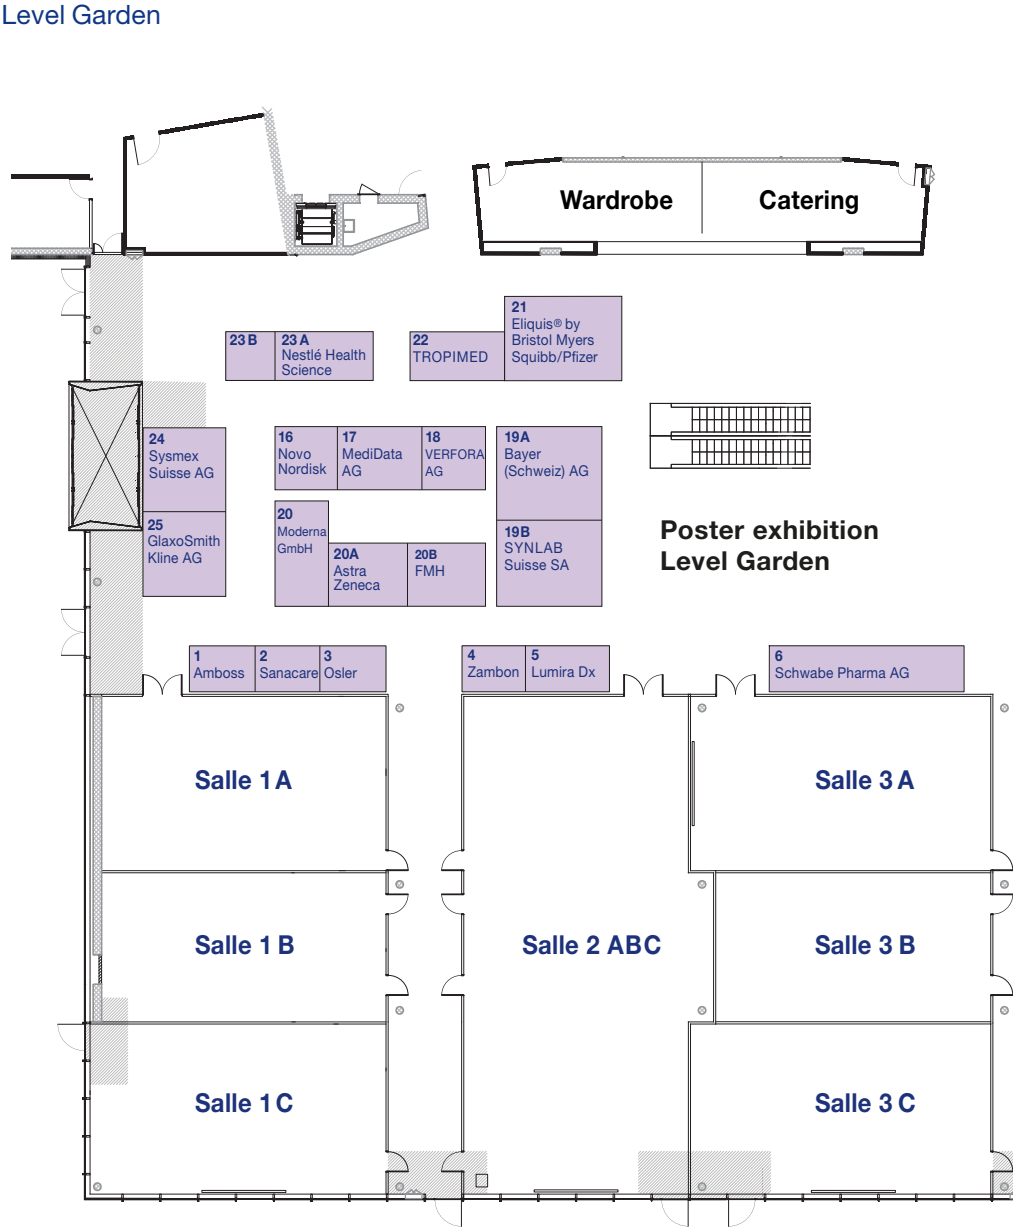 Level Garden
Wardrobe
Catering
21
Eliquis® by
Bristol Myers
Squibb/Pfizer
23 B
23 A
Nestlé Health
Science
22
TROPIMED
24
Sysmex
Suisse AG
16
Novo
Nordisk
17
MediData
AG
18
VERFORA
AG
19A
Bayer
(Schweiz) AG
25
GlaxoSmith
Kline AG
20
Moderna
GmbH
20A
Astra
Zeneca
20B
FMH
19B
SYNLAB
Suisse SA
Poster exhibition
Level Garden
1
Amboss
2
Sanacare
3
Osler
4
Zambon
5
Lumira Dx
6
Schwabe Pharma AG
Salle 1 A
Salle 3 A
Salle 1 B
Salle 2 ABC
Salle 3 B
Salle 1 C
Salle 3 C